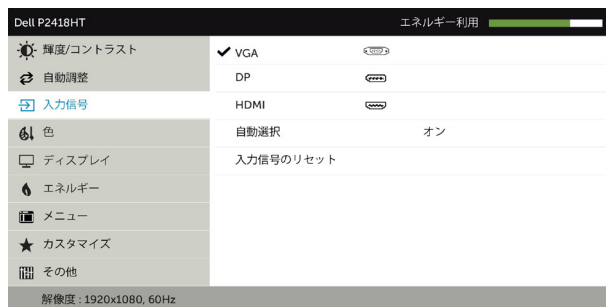 Dell P2418HT エネルギー利用
輝度/コントラスト
自動調整
入力信号
色
ディスプレイ
エネルギー
メニュー
カスタマイズ
その他
VGA
DP
HDMI
自動選択 オン
入力信号のリセット
解像度 : 1920x1080, 60Hz